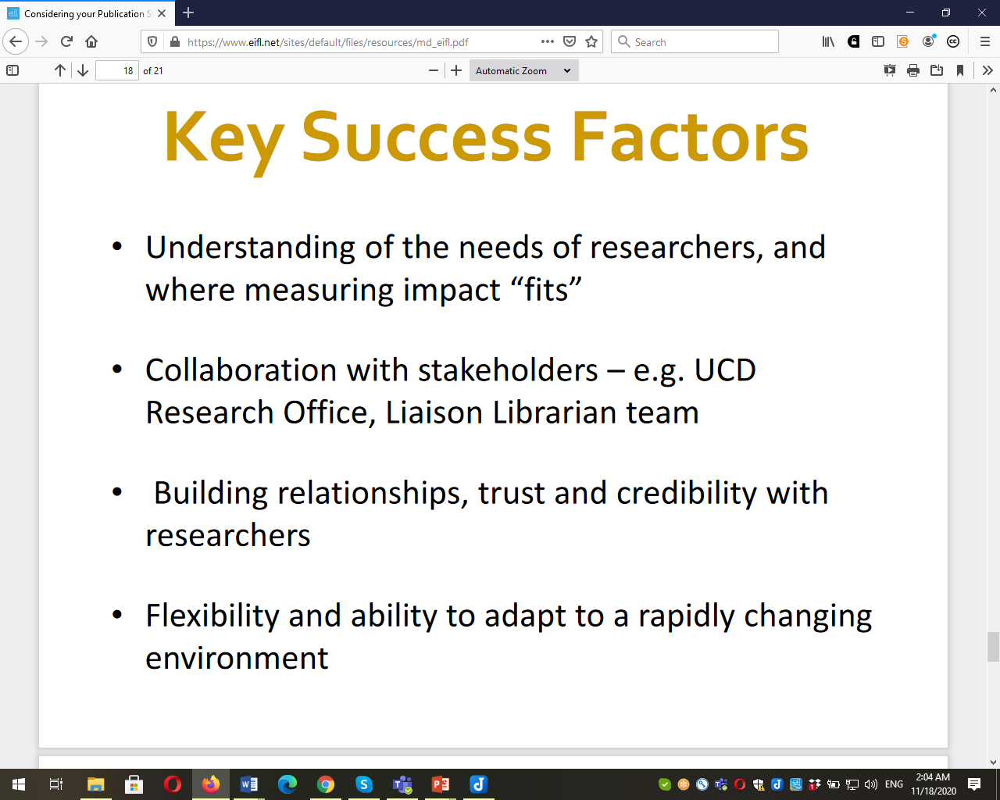 eifl Considering your Publication S
https://www.eifl.net/sites/default/files/resources/md_eifl.pdf
Search
18 of 21
Automatic Zoom
Key Success Factors
• Understanding of the needs of researchers, and
where measuring impact “fits”
• Collaboration with stakeholders – e.g. UCD
Research Office, Liaison Librarian team
• Building relationships, trust and credibility with
researchers
• Flexibility and ability to adapt to a rapidly changing
environment
ENG
2:04 AM
11/18/2020